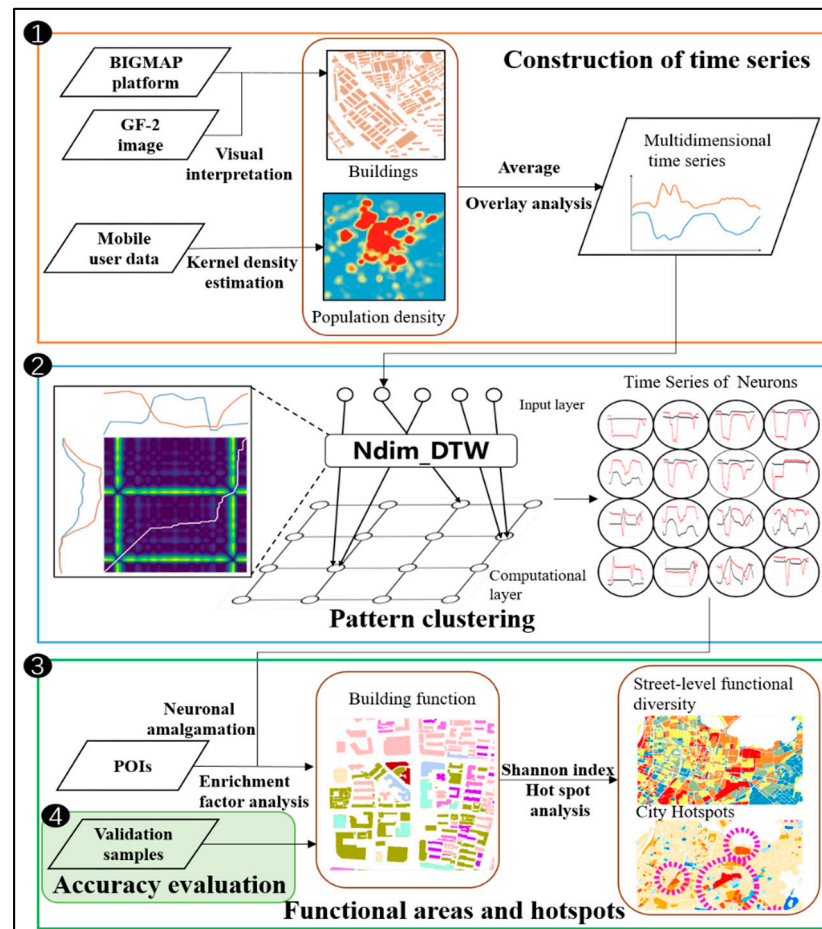 1
Construction of time series
BIGMAP
platform
GF-2
image
Visual
interpretation
Buildings
Mobile
user data
Kernel density
estimation
Population density
Average
Overlay analysis
Multidimensional
time series
2
Input layer
Ndim_DTW
Computational
layer
Time Series of Neurons
Pattern clustering
3
Neuronal
amalgamation
POIs
Enrichment
factor analysis
Building function
Shannon index
Hot spot
analysis
Street-level functional
diversity
City Hotspots
4
Validation
samples
Accuracy evaluation
Functional areas and hotspots